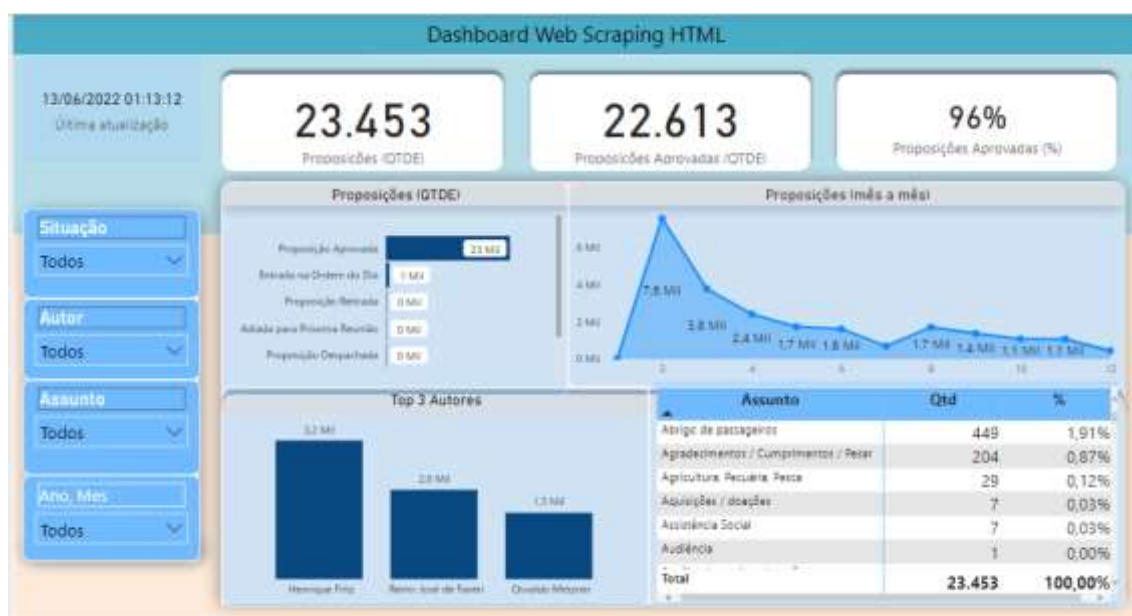 Dashboard Web Scraping HTML
13/06/2022 01:13:12
Última atualização
23.453
Proposições (QTDE)
22.613
Proposições Aprovadas (QTDE)
96%
Proposições Aprovadas (%)
Situação
Todos
Autor
Todos
Assunto
Todos
Ano, Mes
Todos
Proposições (QTDE)
Proposição Aprovada 23 Mil
Entrada na Ordem do Dia 1 Mil
Proposição Retirada 0 Mil
Adiada para Próxima Reunião 0 Mil
Proposição Despachada 0 Mil
Proposições (mês a mês)
6 Mil
4 Mil
2 Mil
0 Mil
7,6 Mil
3,8 Mil
2,4 Mil
1,7 Mil
1,6 Mil
1,7 Mil
1,4 Mil
1,1 Mil
1,1 Mil
2 4 6 8 10 12
Top 3 Autores
3,2 Mil
2,0 Mil
1,5 Mil
Osvaldo
Assunto Qtd %
Abrigo de passageiros 449 1,91%
Agradecimentos / Cumprimentos / Pesar 204 0,87%
Agricultura, Pecuária, Pesca 29 0,12%
Aquisições / doações 7 0,03%
Assistência Social 7 0,03%
Audiência 1 0,00%
Total 23.453 100,00%